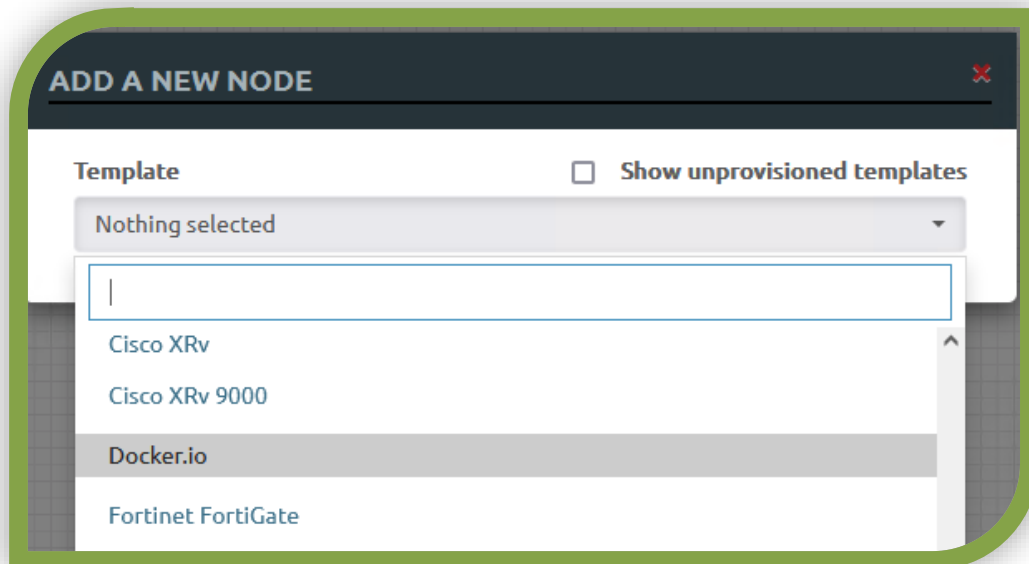 ADD A NEW NODE
Template
Show unprovisioned templates
Nothing selected
Cisco XRv
Cisco XRv 9000
Docker.io
Fortinet FortiGate